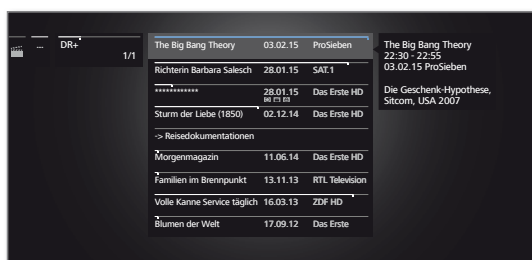 ... DR+
1/1
The Big Bang Theory 03.02.15 ProSieben
Richterin Barbara Salesch 28.01.15 SAT.1
************ 28.01.15 Das Erste HD
Sturm der Liebe (1850) 02.12.14 Das Erste HD
-> Reisedokumentationen
Morgenmagazin 11.06.14 Das Erste HD
Familien im Brennpunkt 13.11.13 RTL Television
Volle Kanne Service täglich 16.03.13 ZDF HD
Blumen der Welt 17.09.12 Das Erste
The Big Bang Theory
22:30 - 22:55
03.02.15 ProSieben
Die Geschenk-Hypothese,
Sitcom, USA 2007